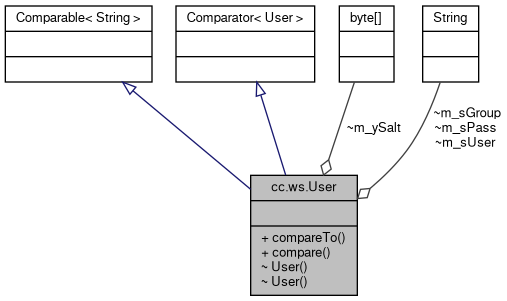 Comparable< String >
Comparator< User >
byte[]
String
~m_ySalt
~m_sGroup
~m_sPass
~m_sUser
cc.ws.User
+ compareTo()
+ compare()
~ User()
~ User()